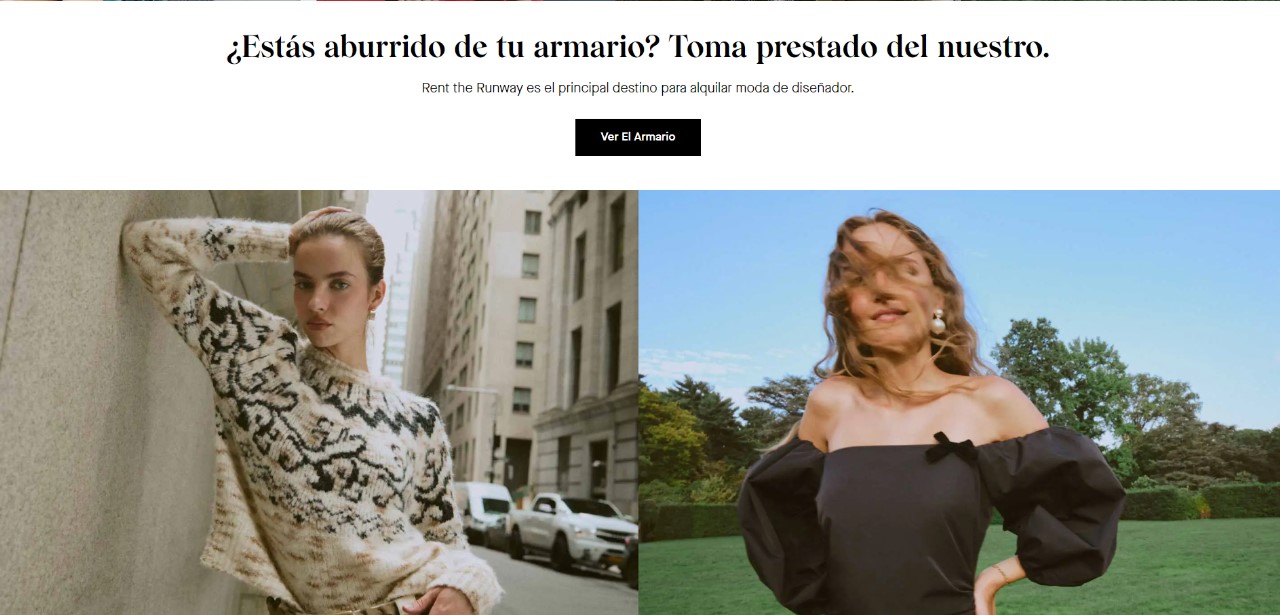 ¿Estás aburrido de tu armario? Toma prestado del nuestro.
Rent the Runway es el principal destino para alquilar moda de diseñador.
Ver El Armario